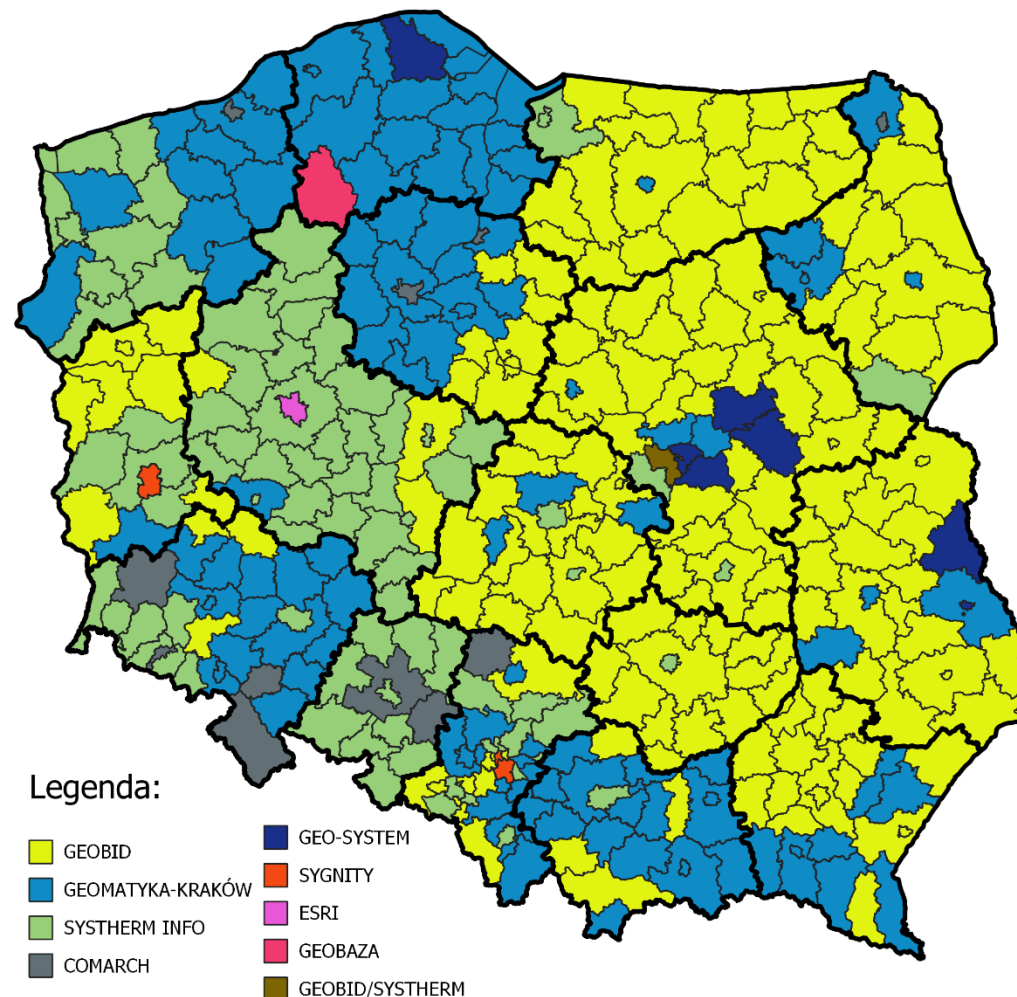 Legenda:
GEOBID
GEOMATYKA-KRAKÓW
SYSTHERM INFO
COMARCH
GEO-SYSTEM
SYGNITY
ESRI
GEOBAZA
GEOBID/SYSTHERM